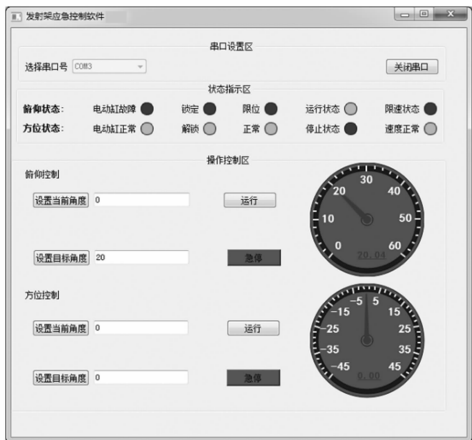 发射架应急控制软件
串口设置区
选择串口号 COM3 关闭串口
状态指示区
俯仰状态: 电动缸故障 锁定 限位 运行状态 限速状态
方位状态: 电动缸正常 解锁 正常 停止状态 速度正常
操作控制区
俯仰控制
设置当前角度 0 运行
设置目标角度 20 急停
0 10 20 30 40 50 60
20.04
方位控制
设置当前角度 0 运行
设置目标角度 0 急停
-45 -35 -25 -15 -5 5 15 25 35 45
0.00